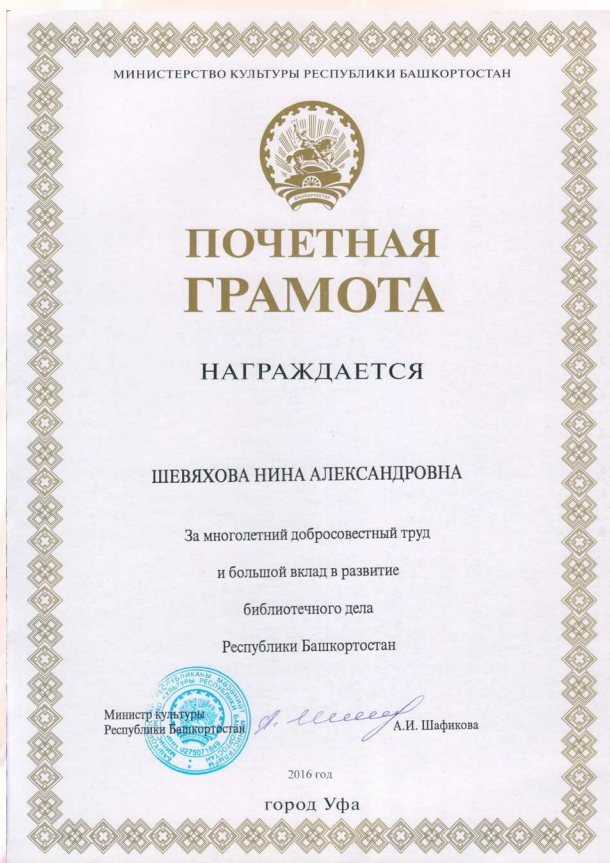 МИНИСТЕРСТВО КУЛЬТУРЫ РЕСПУБЛИКИ БАШКОРТОСТАН
БАШКОРТОСТАН
ПОЧЕТНАЯ
ГРАМОТА
НАГРАЖДАЕТСЯ
ШЕВЯХОВА НИНА АЛЕКСАНДРОВНА
За многолетний добросовестный труд
и большой вклад в развитие
библиотечного дела
Республики Башкортостан
Министр культуры
Республики Башкортостан
А.И. Шафикова
2016 год
город Уфа